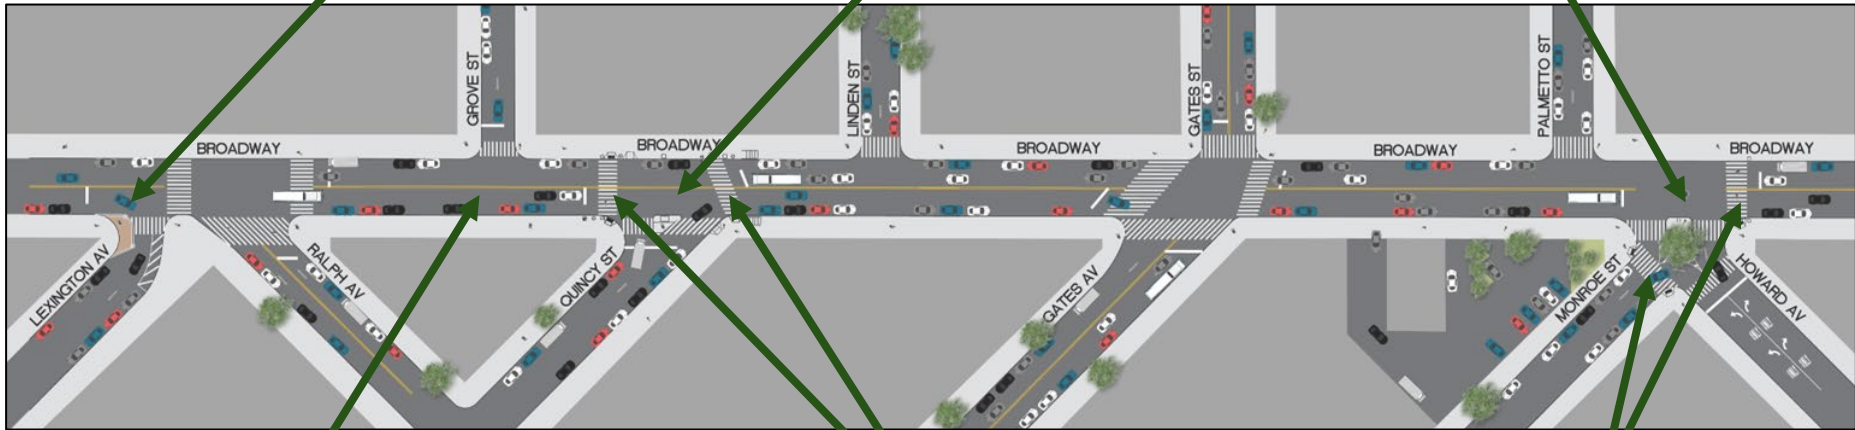 GROVE ST
LINDEN ST
GATES ST
PALMETTO ST
BROADWAY
BROADWAY
BROADWAY
BROADWAY
BROADWAY
LEXINGTON AV
RALPH AV
QUINCY ST
GATES AV
MONROE ST
HOWARD AV